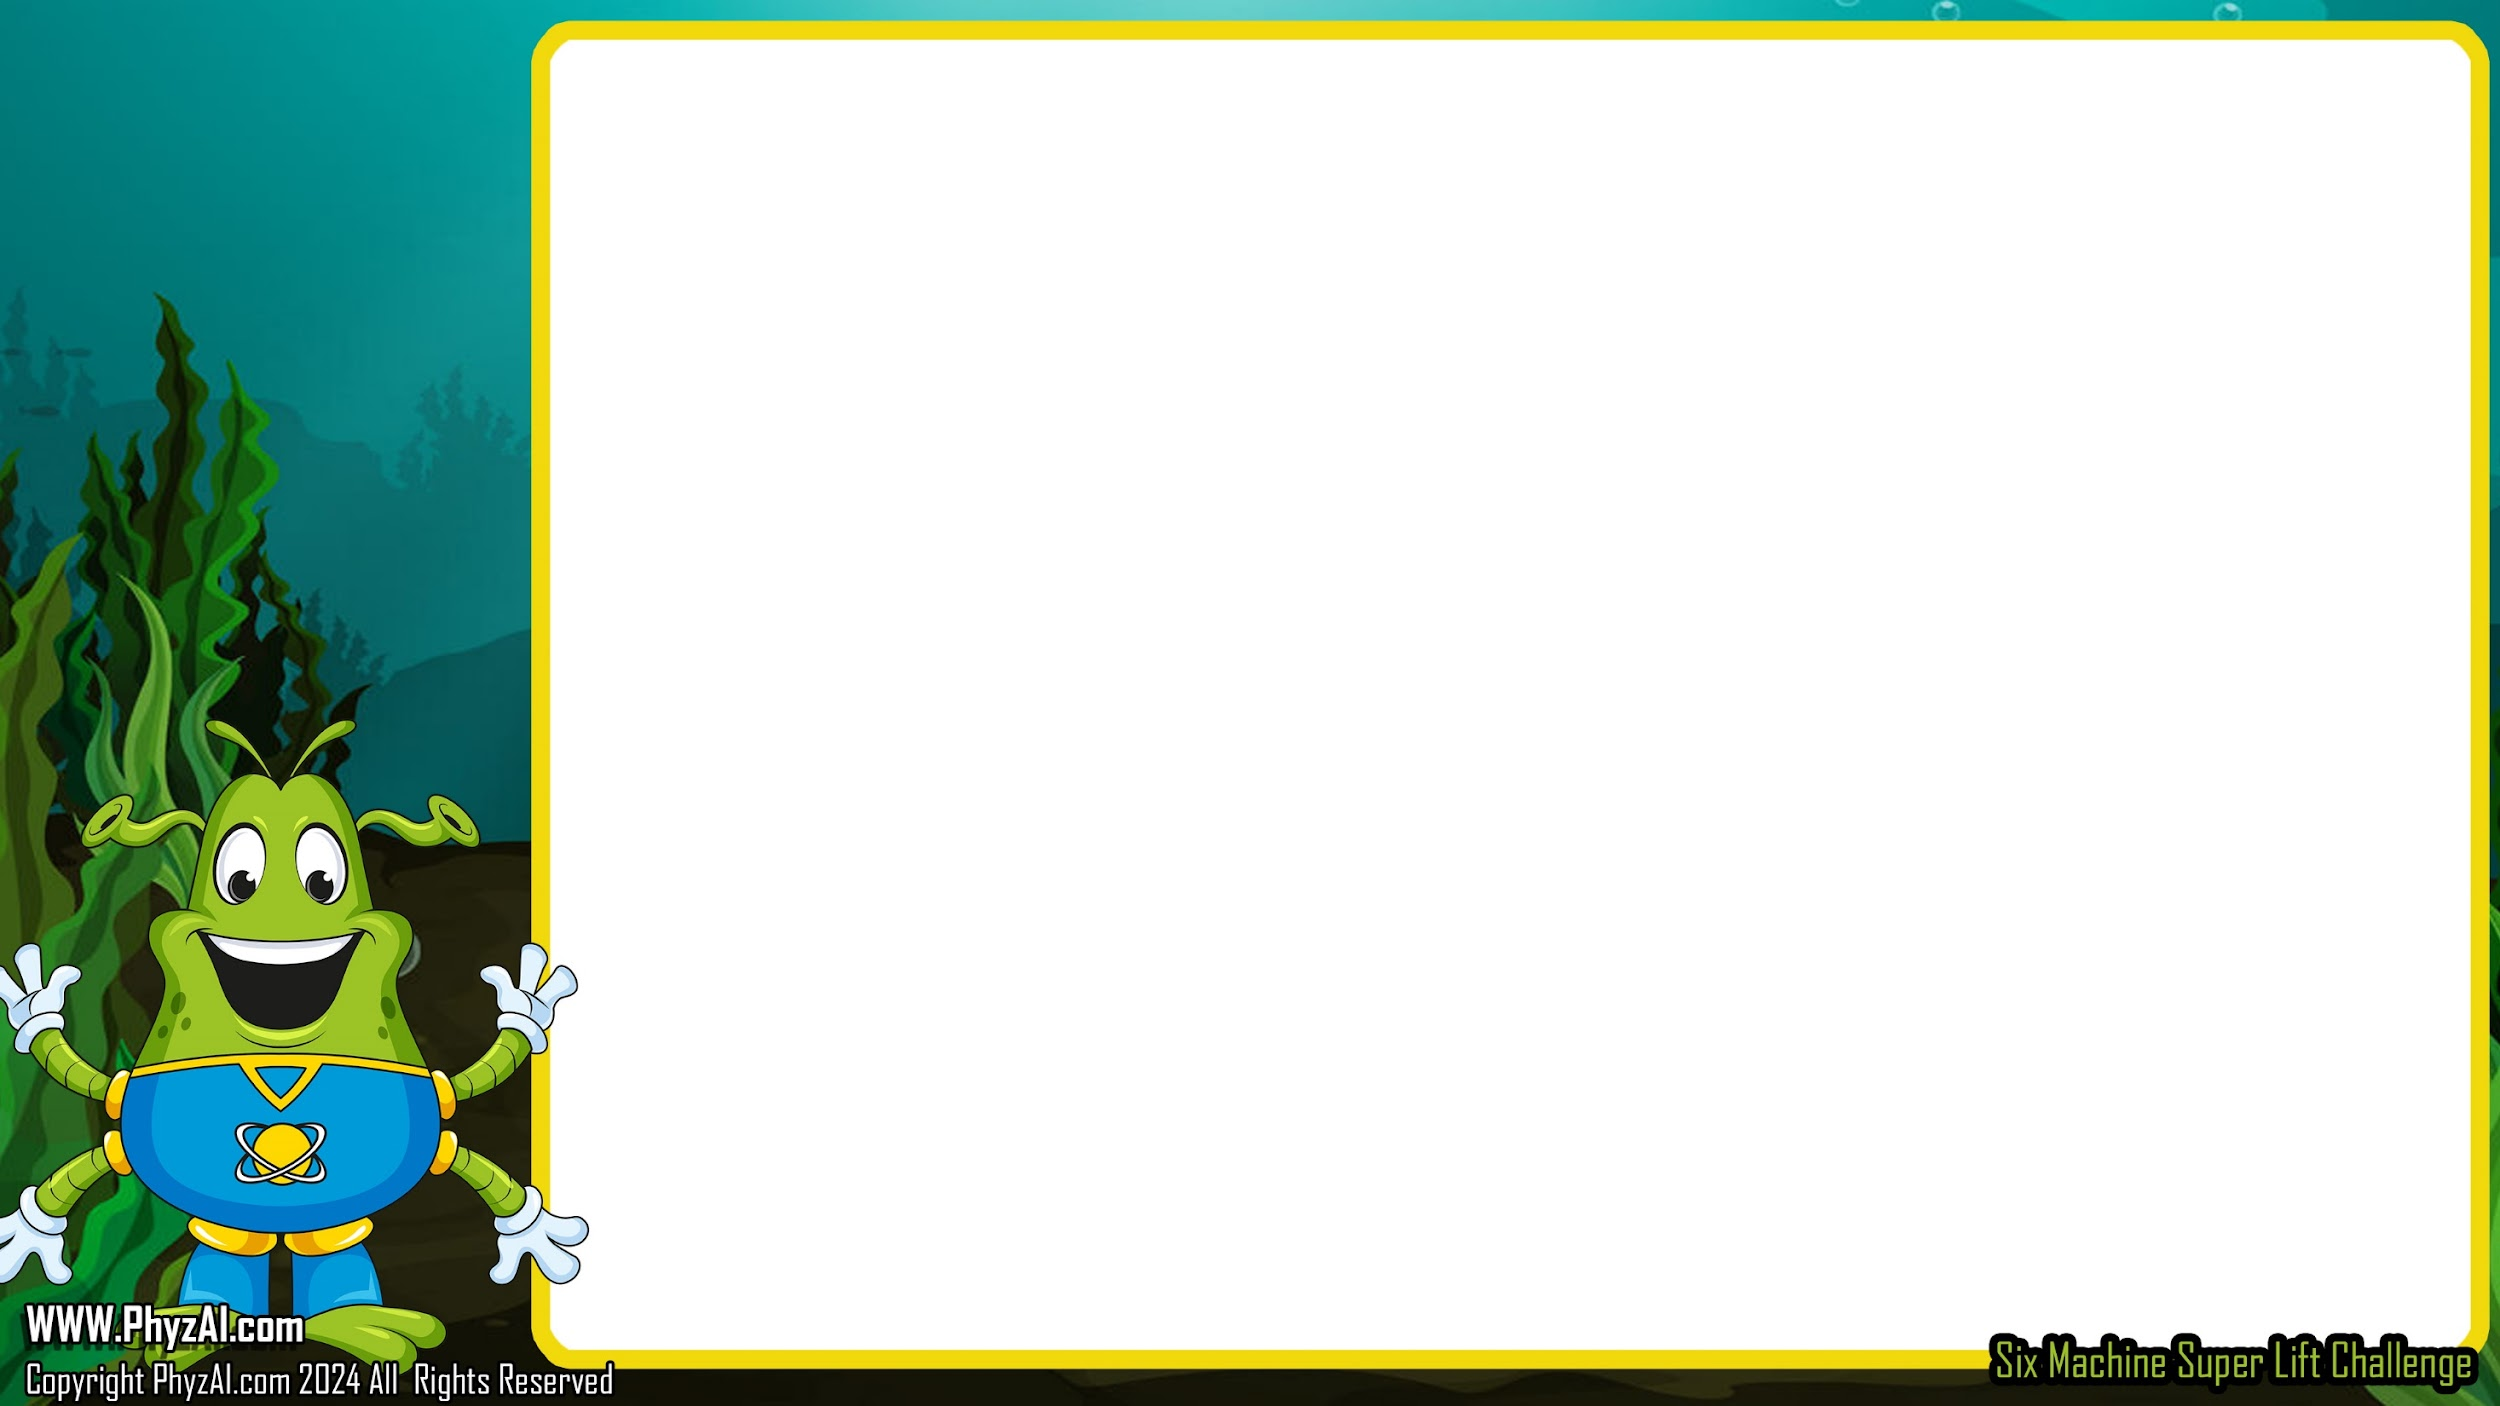 WWW.PhyzAI.com
Copyright PhyzAI.com 2024 All Rights Reserved
Six Machine Super Lift Challenge